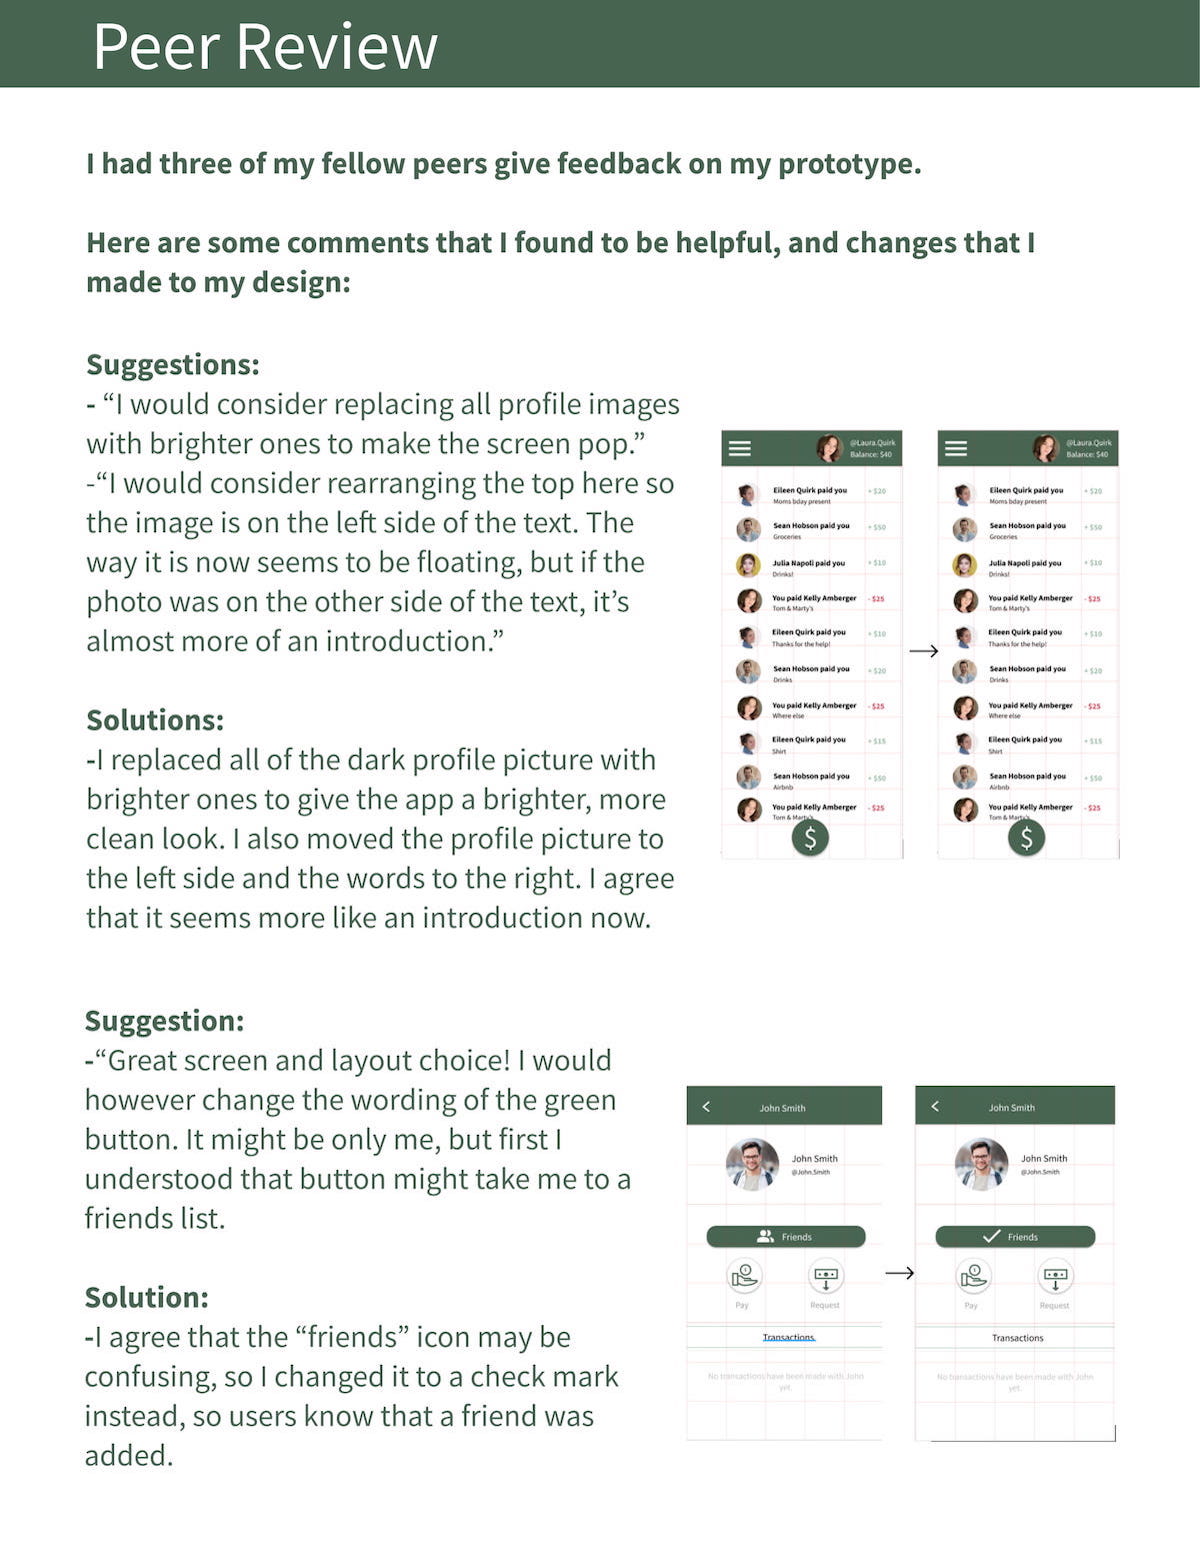 Peer Review
I had three of my fellow peers give feedback on my prototype.
Here are some comments that I found to be helpful, and changes that I
made to my design:
Suggestions:
- “I would consider replacing all profile images
with brighter ones to make the screen pop.”
-“I would consider rearranging the top here so
the image is on the left side of the text. The
way it is now seems to be floating, but if the
photo was on the other side of the text, it’s
almost more of an introduction.”
Solutions:
-I replaced all of the dark profile picture with
brighter ones to give the app a brighter, more
clean look. I also moved the profile picture to
the left side and the words to the right. I agree
that it seems more like an introduction now.
@Laura.Quirk
Balance: $40
Eileen Quirk paid you + $20
Moms bday present
Sean Hobson paid you + $50
Groceries
Julia Napoli paid you + $10
Drinks!
You paid Kelly Amberger - $25
Tom & Marty's
Eileen Quirk paid you + $10
Thanks for the help!
Sean Hobson paid you + $20
Drinks
You paid Kelly Amberger - $25
Where else
Eileen Quirk paid you + $15
Shirt
Sean Hobson paid you + $50
Airbnb
You paid Kelly Amberger - $25
Tom & Marty's
$
@Laura.Quirk
Balance: $40
Eileen Quirk paid you + $20
Moms bday present
Sean Hobson paid you + $50
Groceries
Julia Napoli paid you + $10
Drinks!
You paid Kelly Amberger - $25
Tom & Marty's
Eileen Quirk paid you + $10
Thanks for the help!
Sean Hobson paid you + $20
Drinks
You paid Kelly Amberger - $25
Where else
Eileen Quirk paid you + $15
Shirt
Sean Hobson paid you + $50
Airbnb
You paid Kelly Amberger - $25
Tom & Marty's
$
Suggestion:
-“Great screen and layout choice! I would
however change the wording of the green
button. It might be only me, but first I
understood that button might take me to a
friends list.
Solution:
-I agree that the “friends” icon may be
confusing, so I changed it to a check mark
instead, so users know that a friend was
added.
John Smith
John Smith
@John.Smith
Friends
Pay Request
Transactions
No transactions have been made with John
yet.
John Smith
John Smith
@John.Smith
Friends
Pay Request
Transactions
No transactions have been made with John
yet.